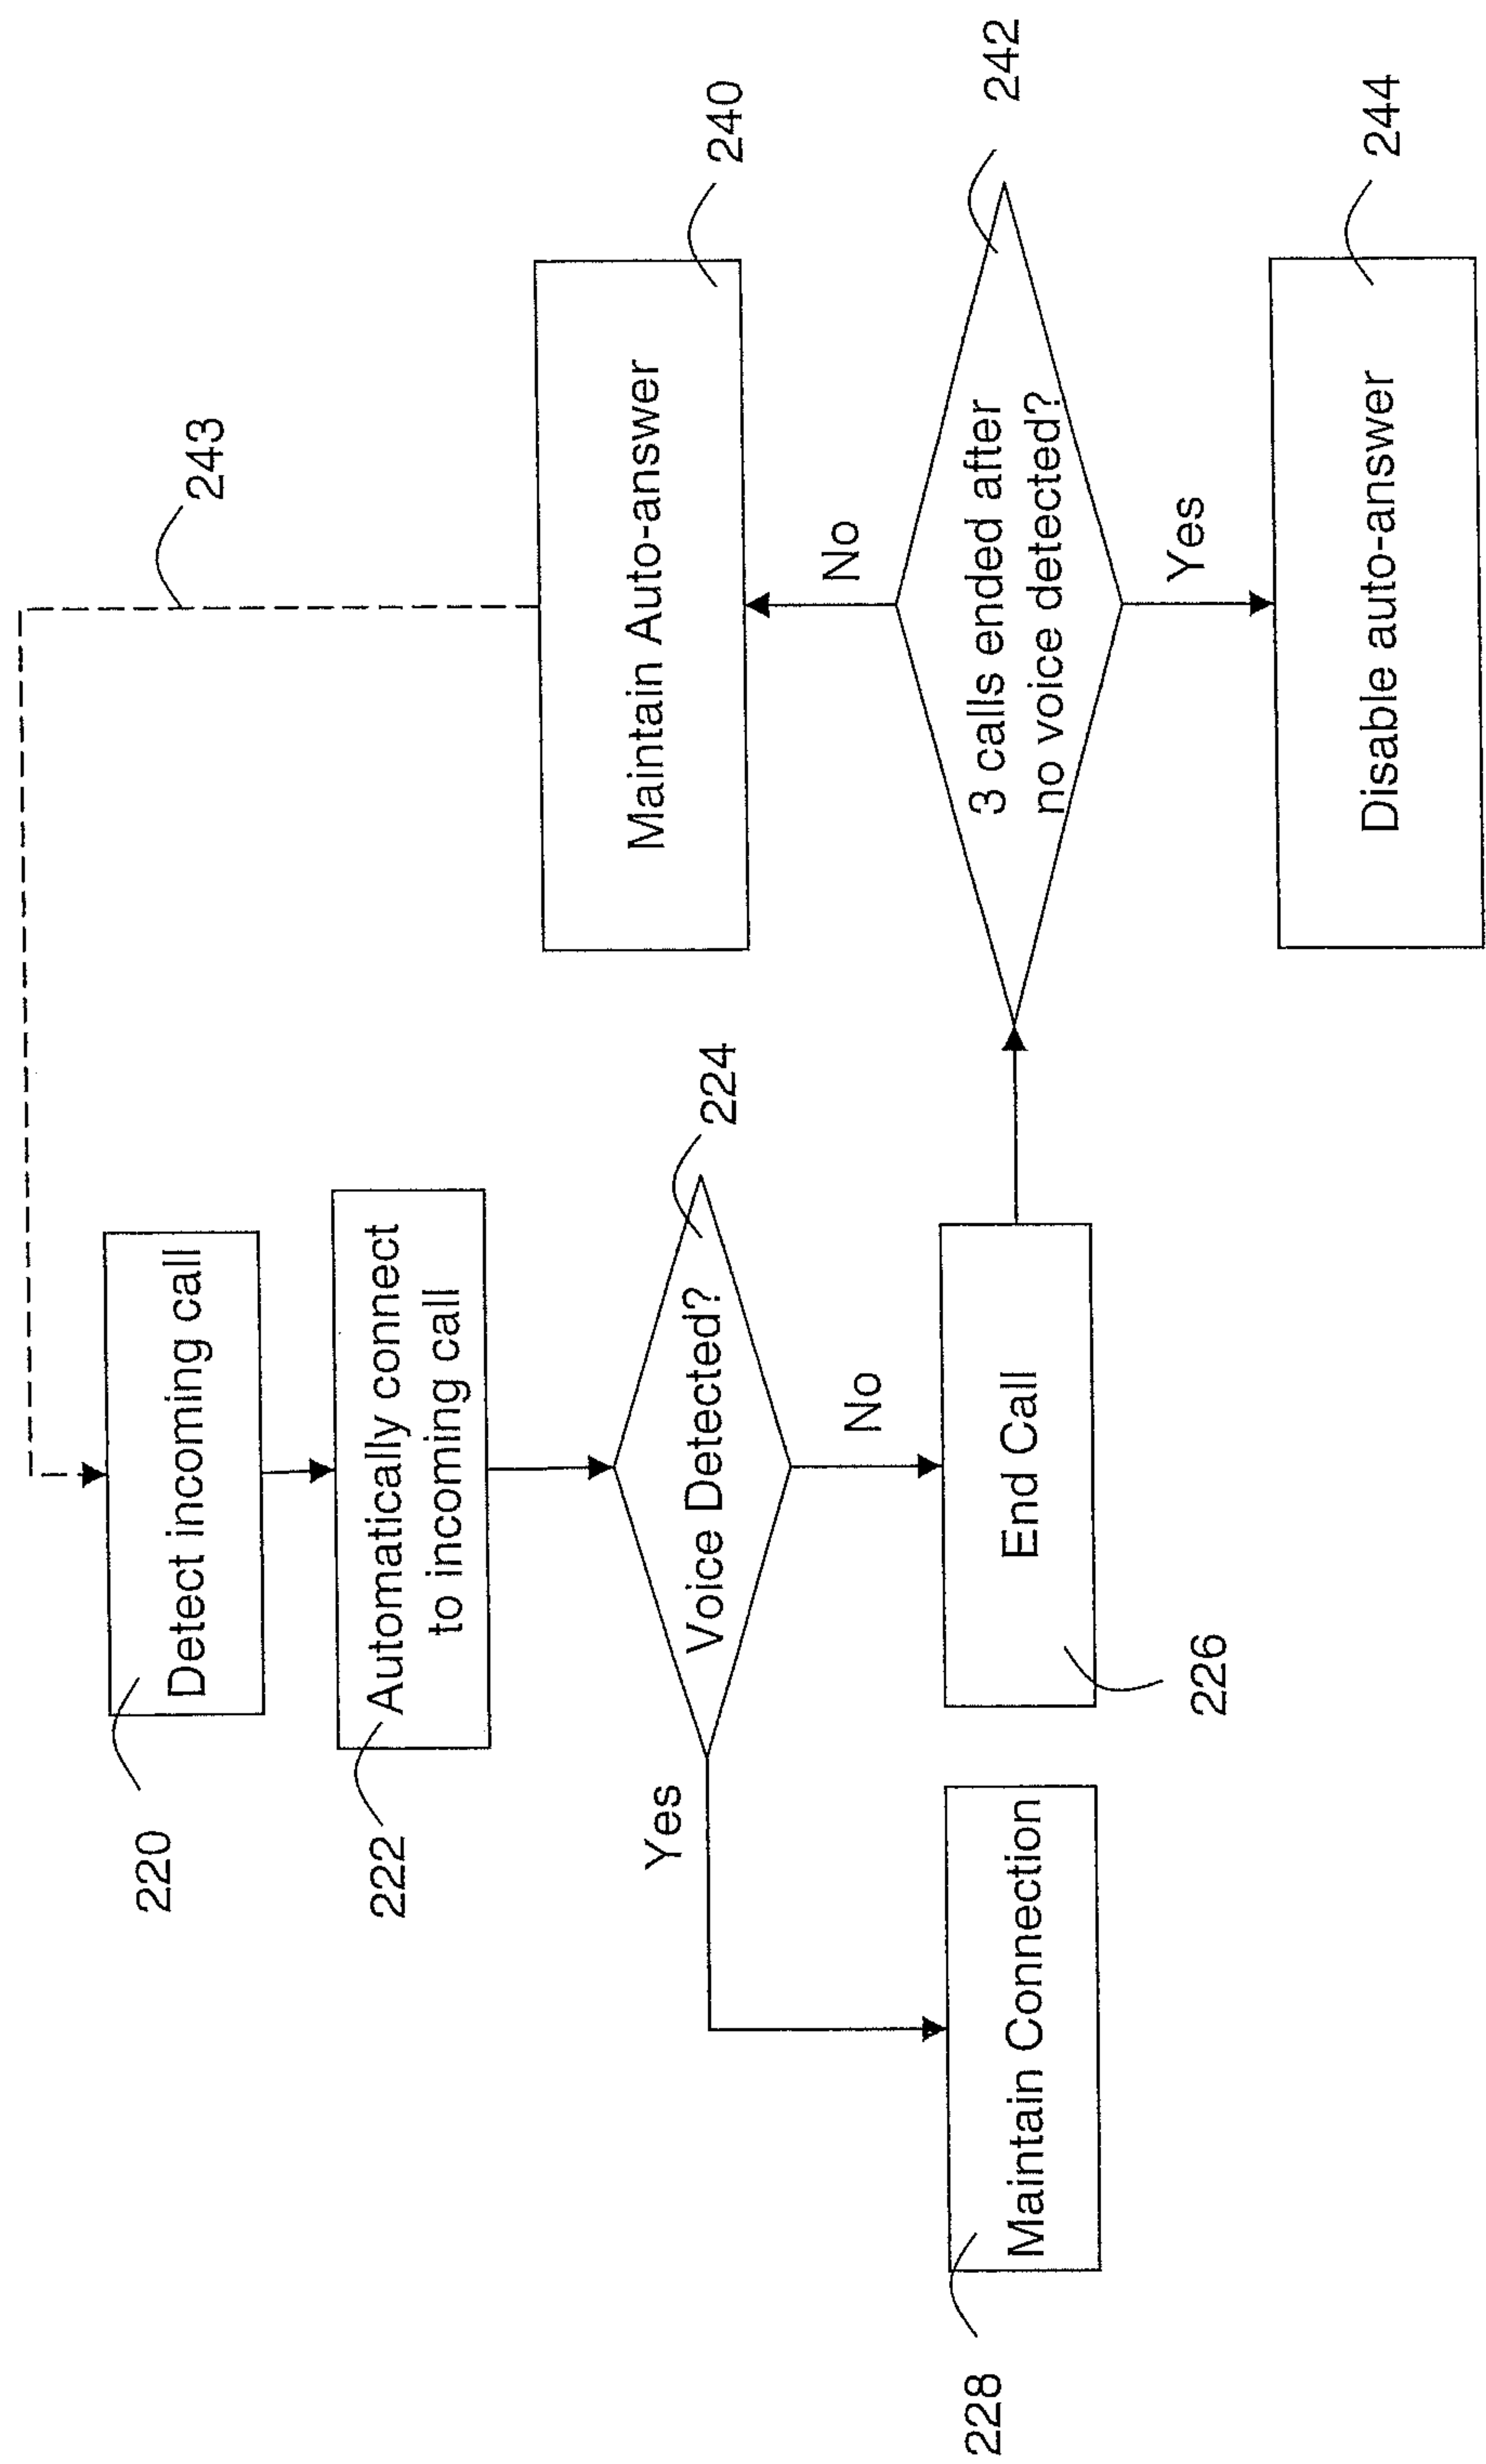 243
220
Detect incoming call
222
Automatically connect
to incoming call
224
Voice Detected?
Yes
No
228
Maintain Connection
End Call
226
240
Maintain Auto-answer
No
242
3 calls ended after
no voice detected?
Yes
244
Disable auto-answer